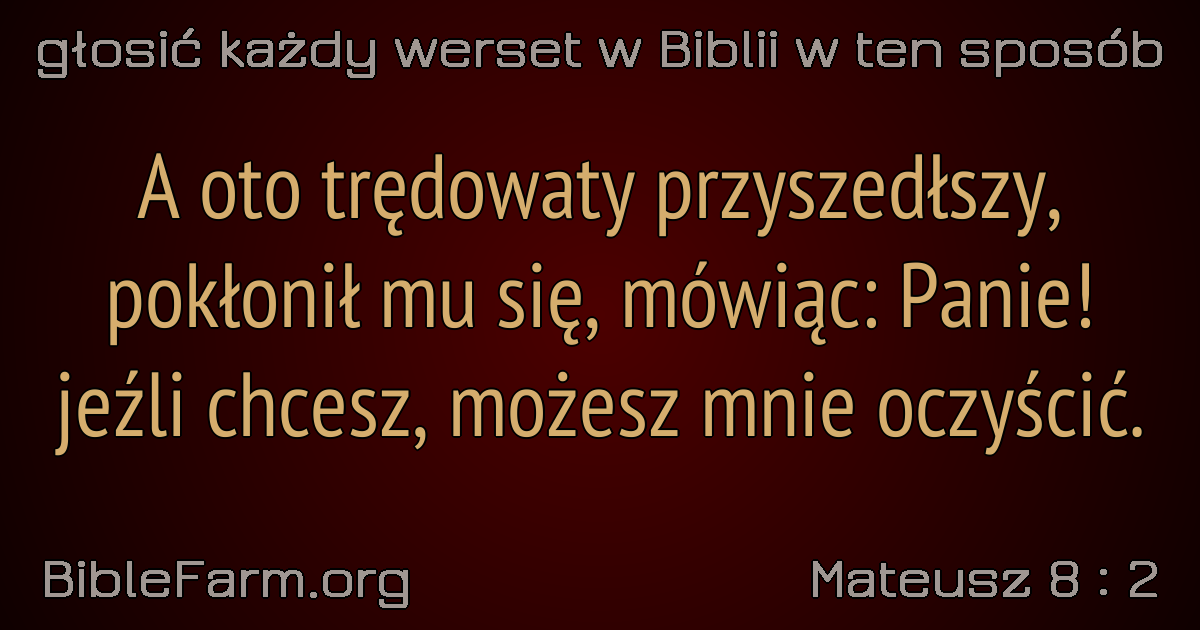 głosić każdy werset w Biblii w ten sposób
A oto trędowaty przyszedłszy,
pokłonił mu się, mówiąc: Panie!
jeźli chcesz, możesz mnie oczyścić.
BibleFarm.org
Mateusz 8 : 2